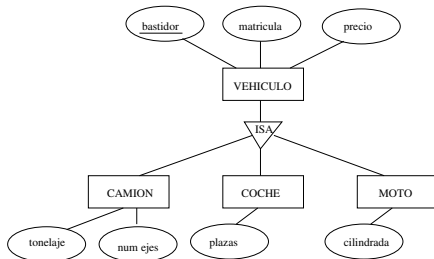 bastidor
matricula
precio
VEHICULO
ISA
CAMION
COCHE
MOTO
tonelaje
num ejes
plazas
cilindrada